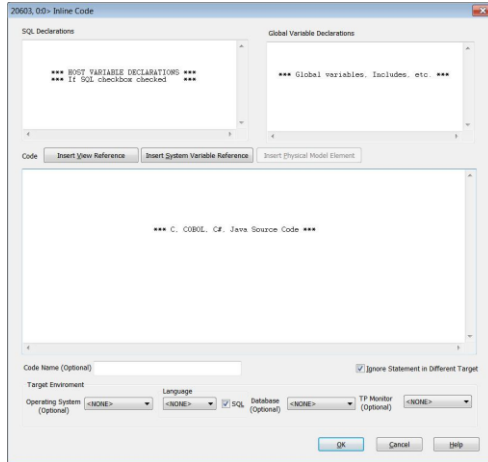 20603, 0:0> Inline Code
SQL Declarations
Global Variable Declarations
*** HOST VARIABLE DECLARATIONS ***
*** If SQL checkbox checked ***
*** Global variables, Includes, etc. ***
Code Insert View Reference Insert System Variable Reference Insert Physical Model Element
*** C, COBOL, C#, Java Source Code ***
Code Name (Optional)
Ignore Statement in Different Target
Target Enviroment
Operating System (Optional) <NONE>
Language <NONE>
SQL
Database (Optional) <NONE>
TP Monitor (Optional) <NONE>
OK Cancel Help